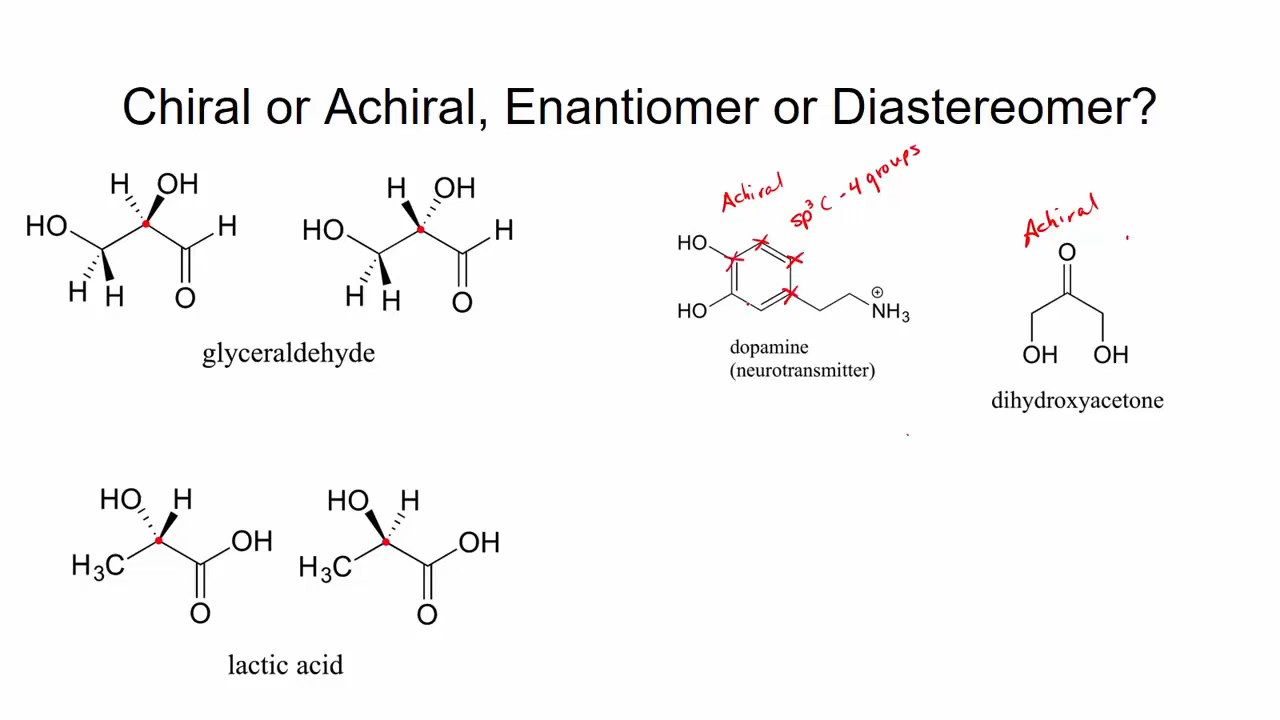 Chiral or Achiral, Enantiomer or Diastereomer?
H OH
HO H
H H O
H OH
HO H
H H O
glyceraldehyde
Achiral
sp³ C - 4 groups
HO
HO
⊕
NH₃
dopamine
(neurotransmitter)
Achiral
O
OH OH
dihydroxyacetone
HO H
OH
H₃C
O
HO H
OH
H₃C
O
lactic acid